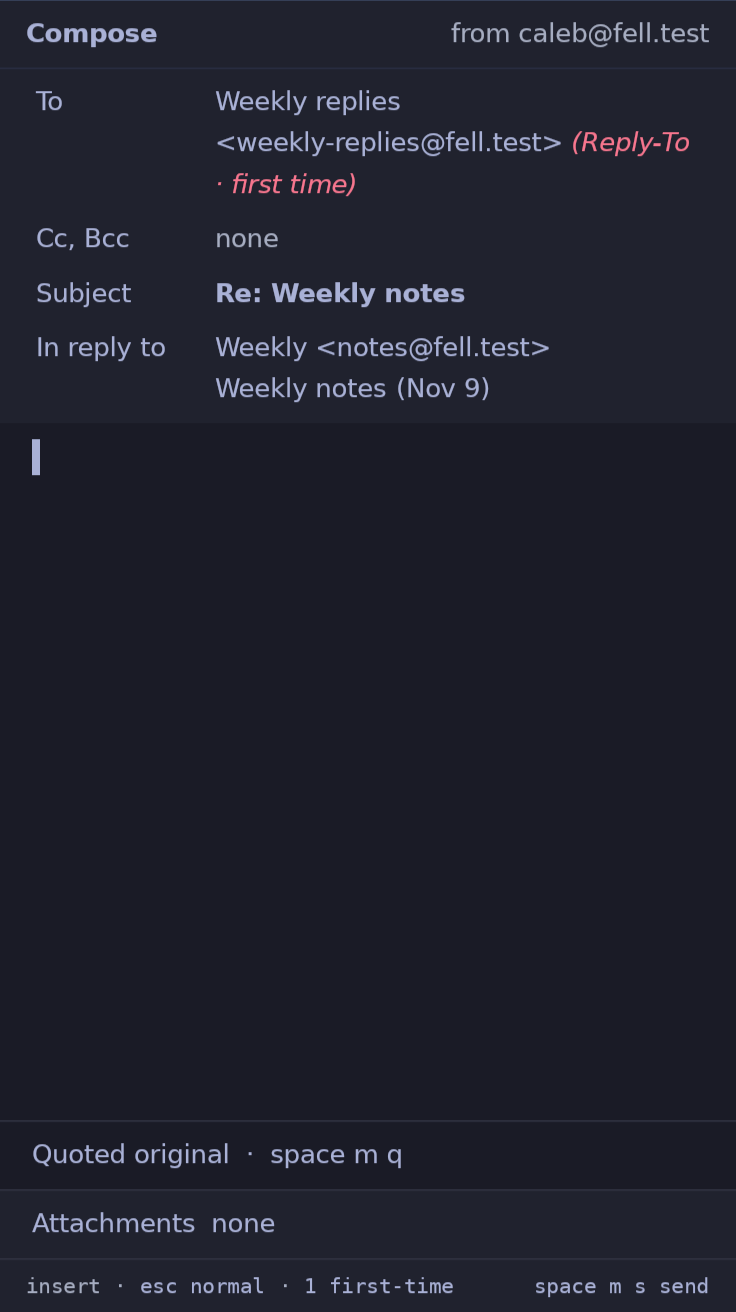 Compose from caleb@fell.test
To Weekly replies
<weekly-replies@fell.test> (Reply-To
· first time)
Cc, Bcc none
Subject Re: Weekly notes
In reply to Weekly <notes@fell.test>
Weekly notes (Nov 9)
Quoted original · space m q
Attachments none
insert · esc normal · 1 first-time space m s send